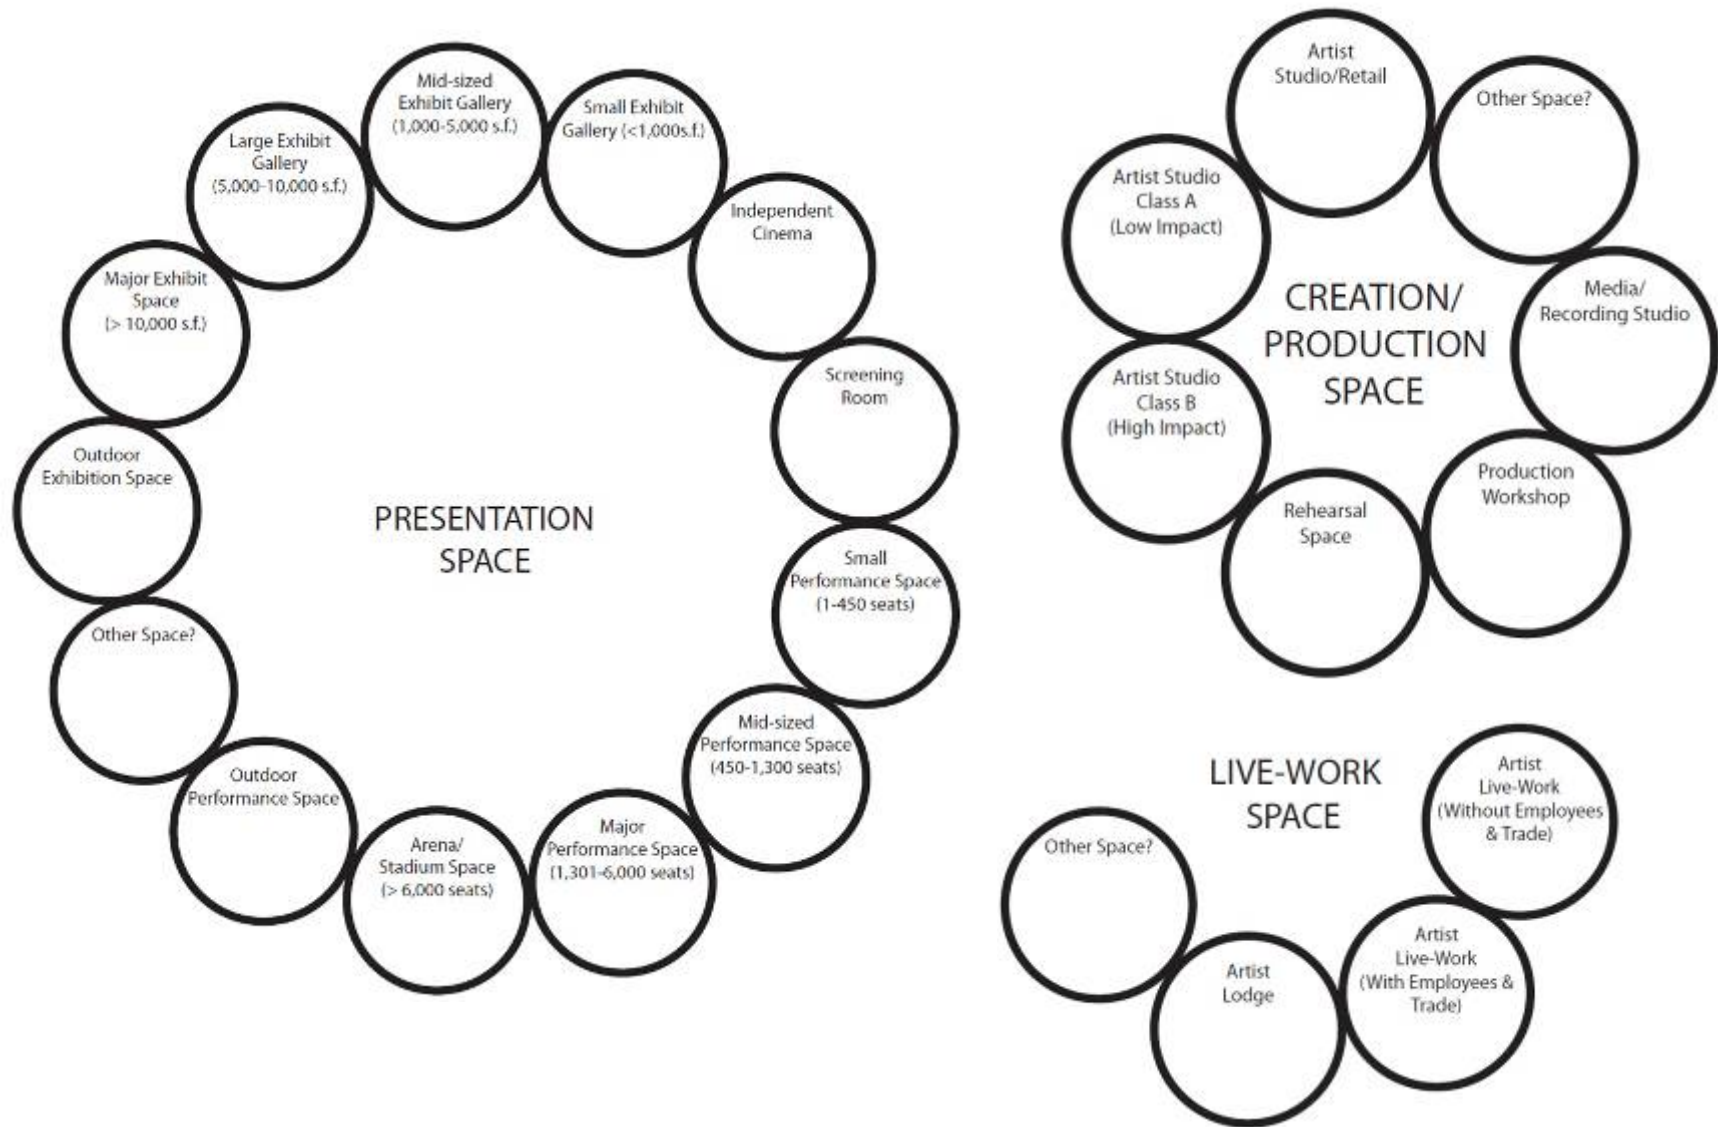 Mid-sized
Exhibit Gallery
(1,000-5,000 s.f.)
Small Exhibit
Gallery (<1,000s.f.)
Large Exhibit
Gallery
(5,000-10,000 s.f.)
Independent
Cinema
Major Exhibit
Space
(> 10,000 s.f.)
Screening
Room
Outdoor
Exhibition Space
PRESENTATION
SPACE
Small
Performance Space
(1-450 seats)
Other Space?
Mid-sized
Performance Space
(450-1,300 seats)
Outdoor
Performance Space
Arena/
Stadium Space
(> 6,000 seats)
Major
Performance Space
(1,301-6,000 seats)
Artist
Studio/Retail
Other Space?
Artist Studio
Class A
(Low Impact)
CREATION/
PRODUCTION
SPACE
Media/
Recording Studio
Artist Studio
Class B
(High Impact)
Production
Workshop
Rehearsal
Space
LIVE-WORK
SPACE
Artist
Live-Work
(Without Employees
& Trade)
Other Space?
Artist
Lodge
Artist
Live-Work
(With Employees &
Trade)